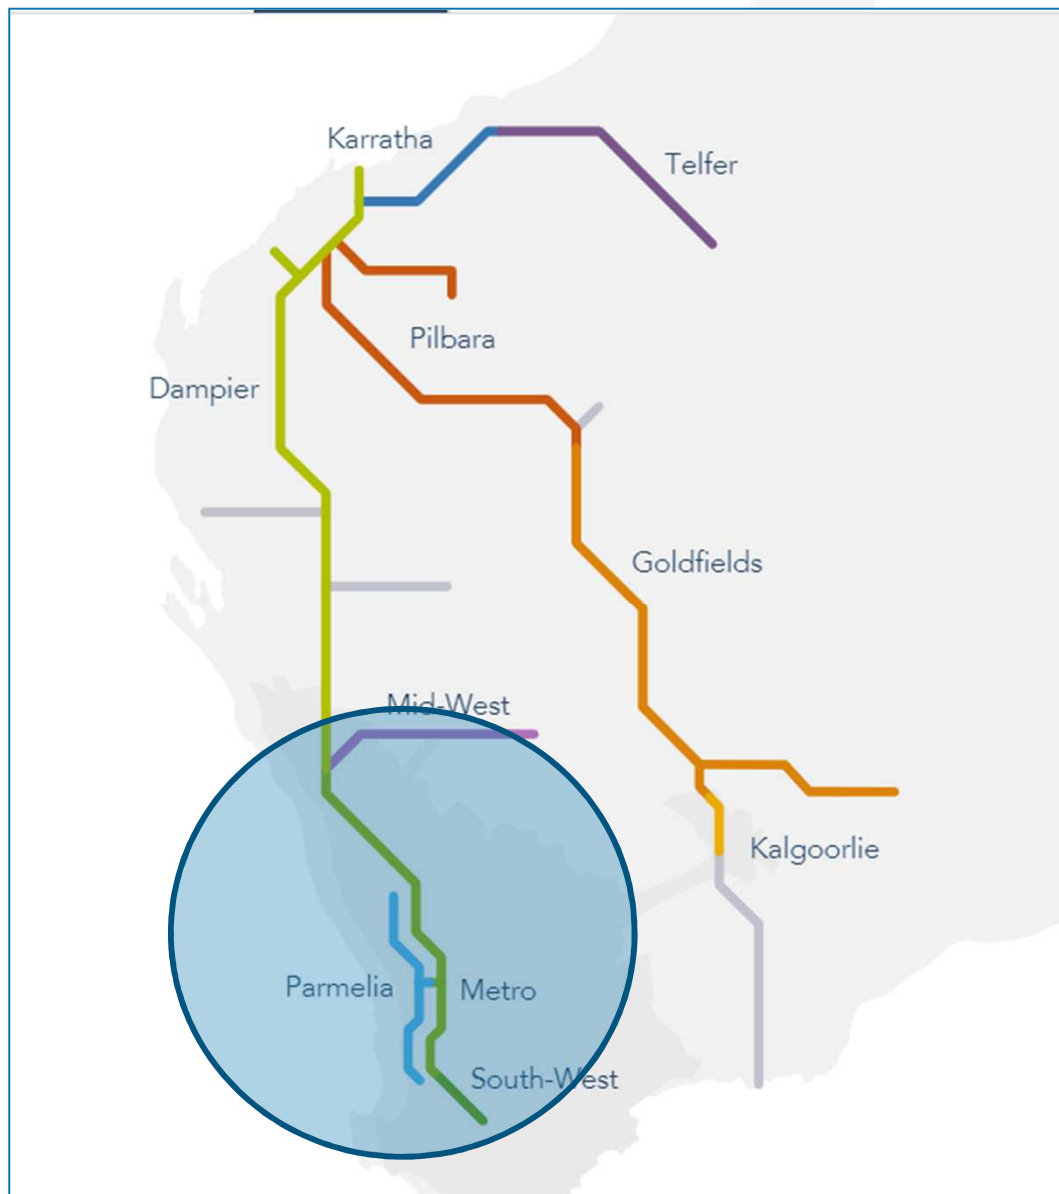 Karratha
Telfer
Pilbara
Dampier
Goldfields
Mid-West
Kalgoorlie
Parmelia
Metro
South-West